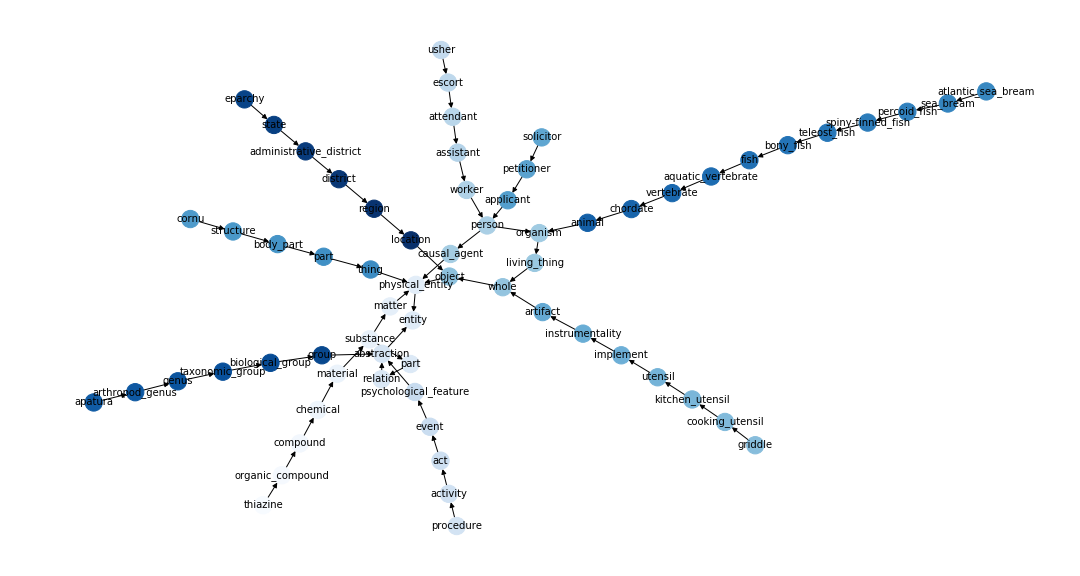 usher
escort
attendant
assistant
worker
person
solicitor
petitioner
applicant
eparchy
state
administrative_district
district
region
location
atlantic_sea_bream
sea_bream
percoid_fish
spiny-finned_fish
teleost_fish
bony_fish
fish
aquatic_vertebrate
vertebrate
chordate
animal
organism
living_thing
whole
object
causal_agent
physical_entity
cornu
structure
body_part
part
thing
matter
entity
substance
abstraction
part
relation
psychological_feature
event
act
activity
procedure
material
chemical
compound
organic_compound
thiazine
group
biological_group
taxonomic_group
genus
arthropod_genus
apatura
artifact
instrumentality
implement
utensil
kitchen_utensil
cooking_utensil
griddle